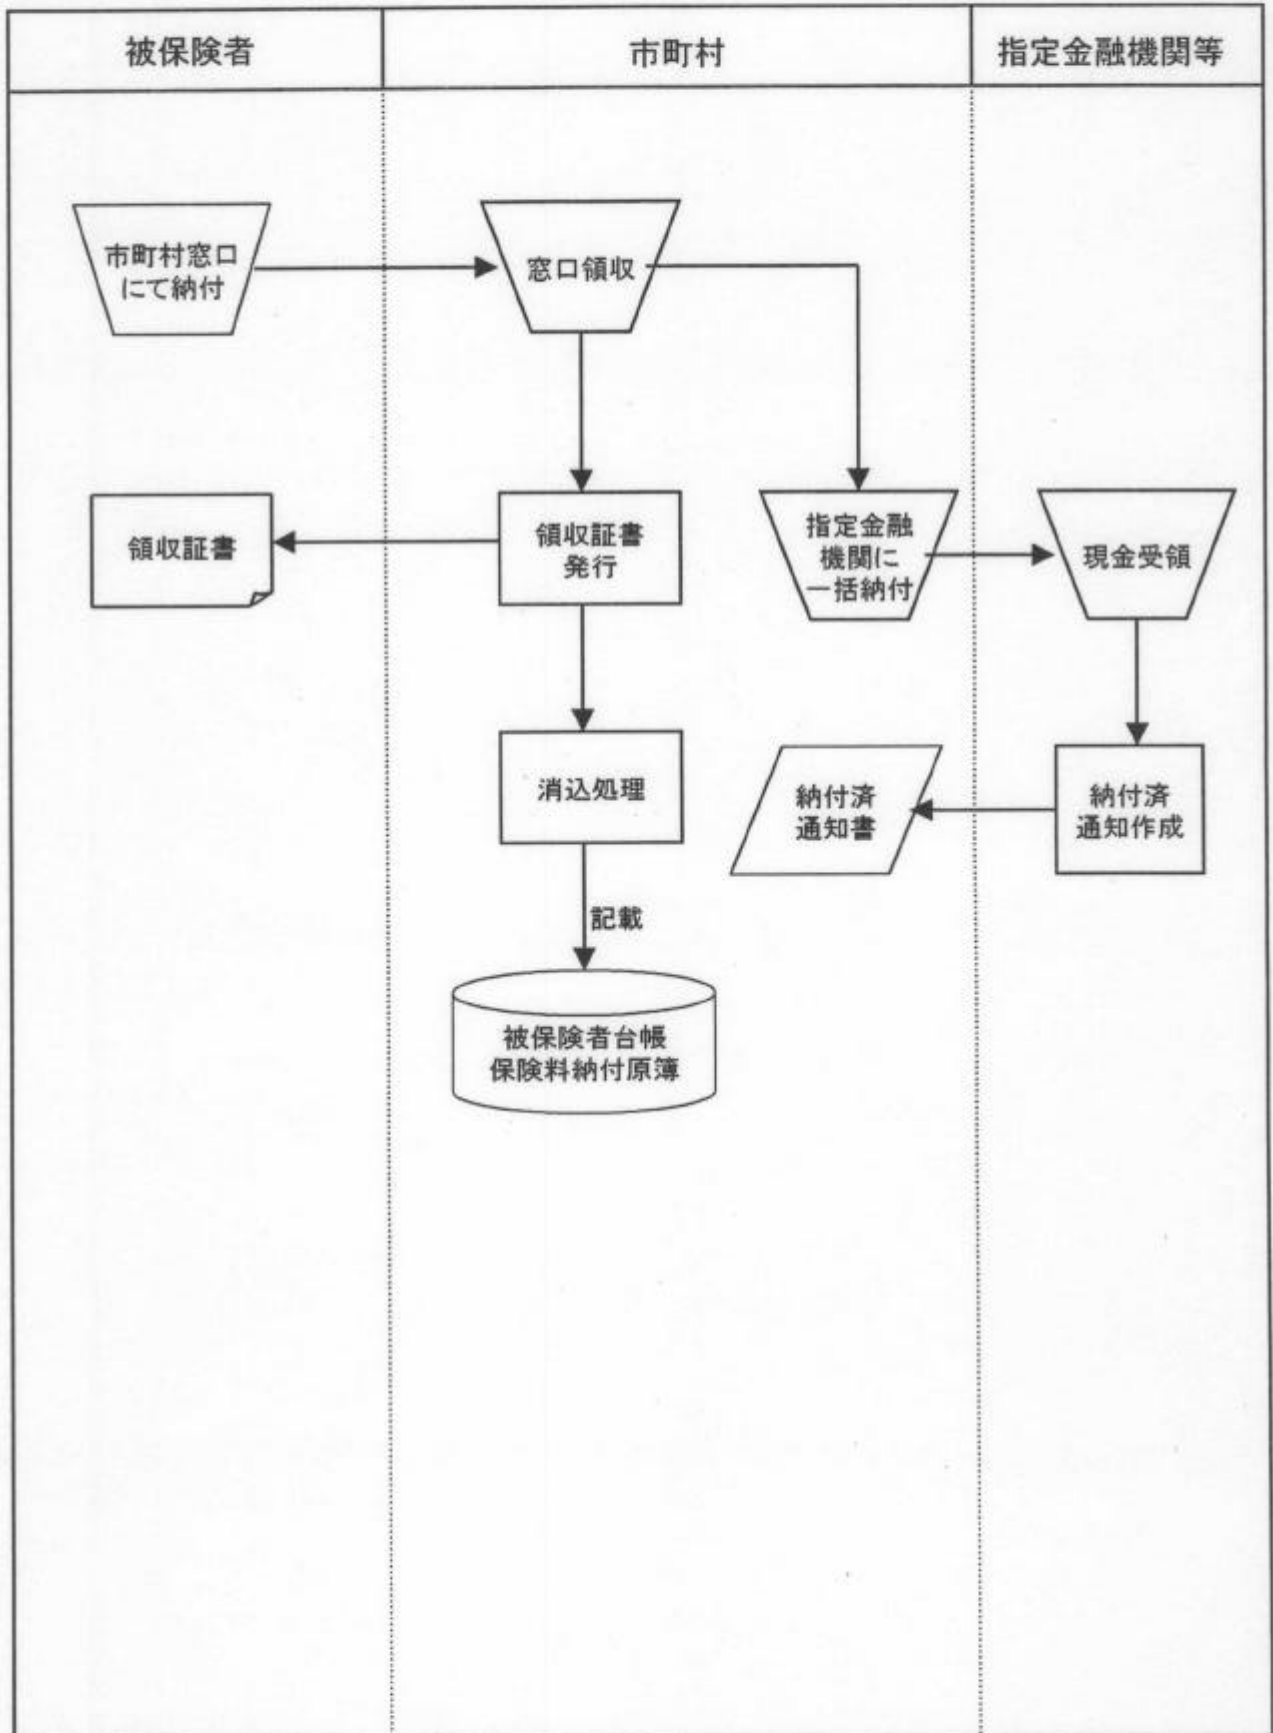 被保険者
市町村
指定金融機関等
市町村窓口
にて納付
窓口領収
領収証書
領収証書
発行
指定金融
機関に
一括納付
現金受領
消込処理
納付済
通知書
納付済
通知作成
記載
被保険者台帳
保険料納付原簿